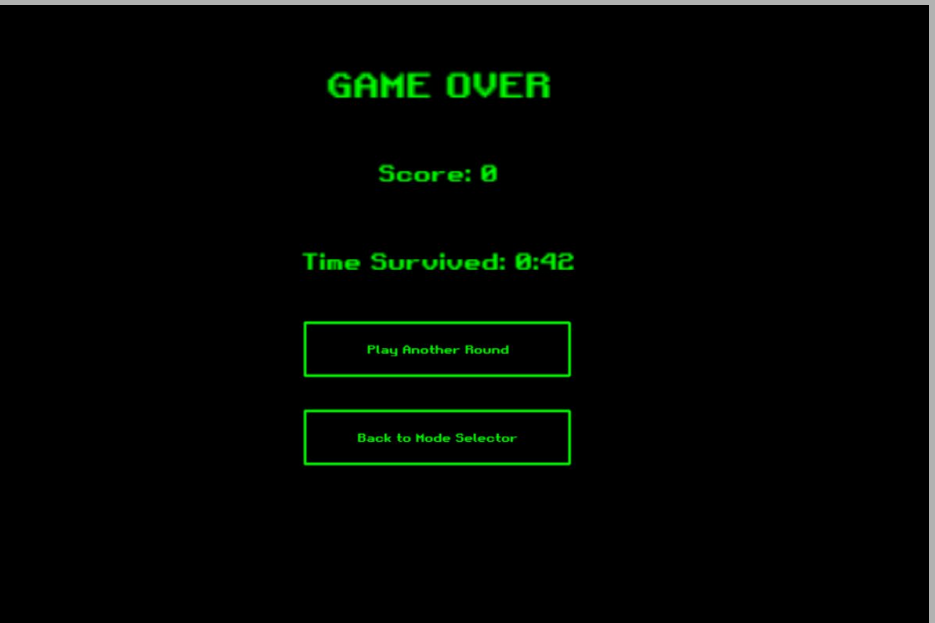 GAME OVER
Score: 0
Time Survived: 0:42
Play Another Round
Back to Mode Selector